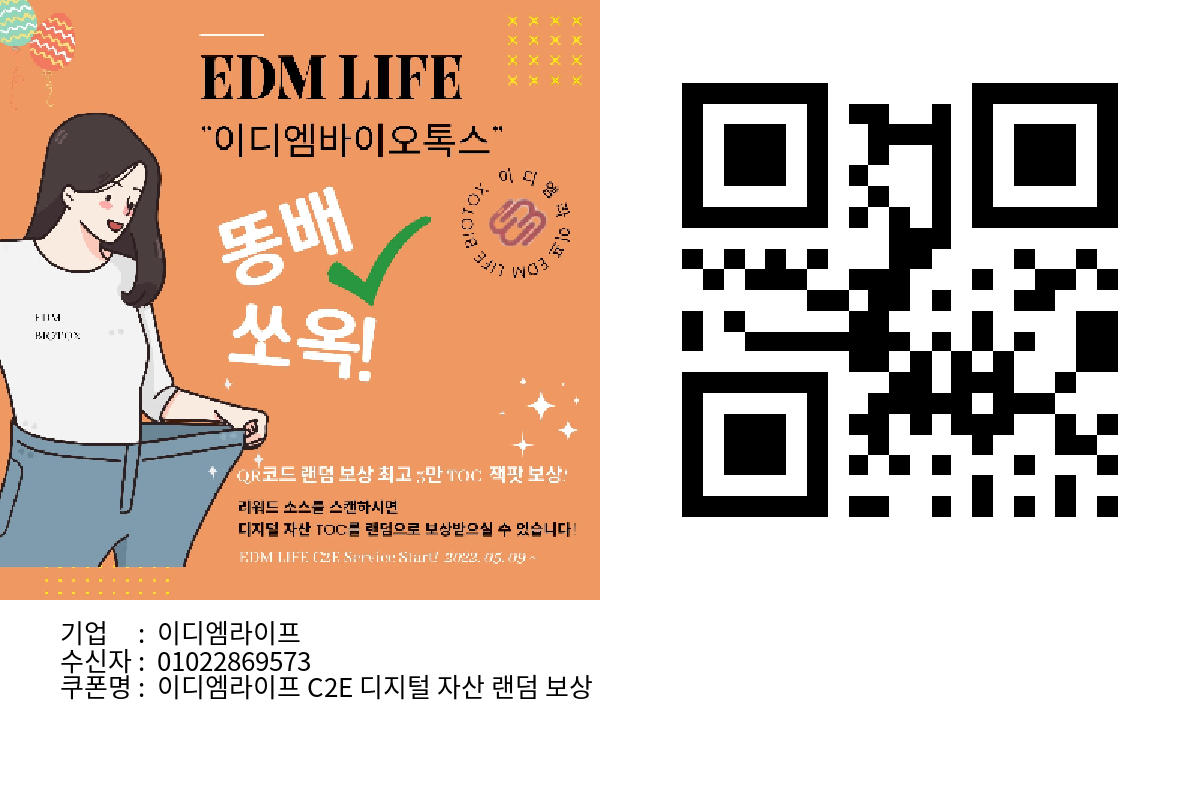 EDM LIFE
"이디엠바이오톡스"
이디엠라이프 EDM LIFE BIOTOX
똥배
쏘옥!
EDM
BIOTOX
QR코드 랜덤 보상 최고 5만 TOC 잭팟 보상!
리워드 소스를 스캔하시면
디지털 자산 TOC를 랜덤으로 보상받으실 수 있습니다!
EDM LIFE C2E Service Start! 2022. 05. 09 ~
기업 : 이디엠라이프
수신자 : 01022869573
쿠폰명 : 이디엠라이프 C2E 디지털 자산 랜덤 보상